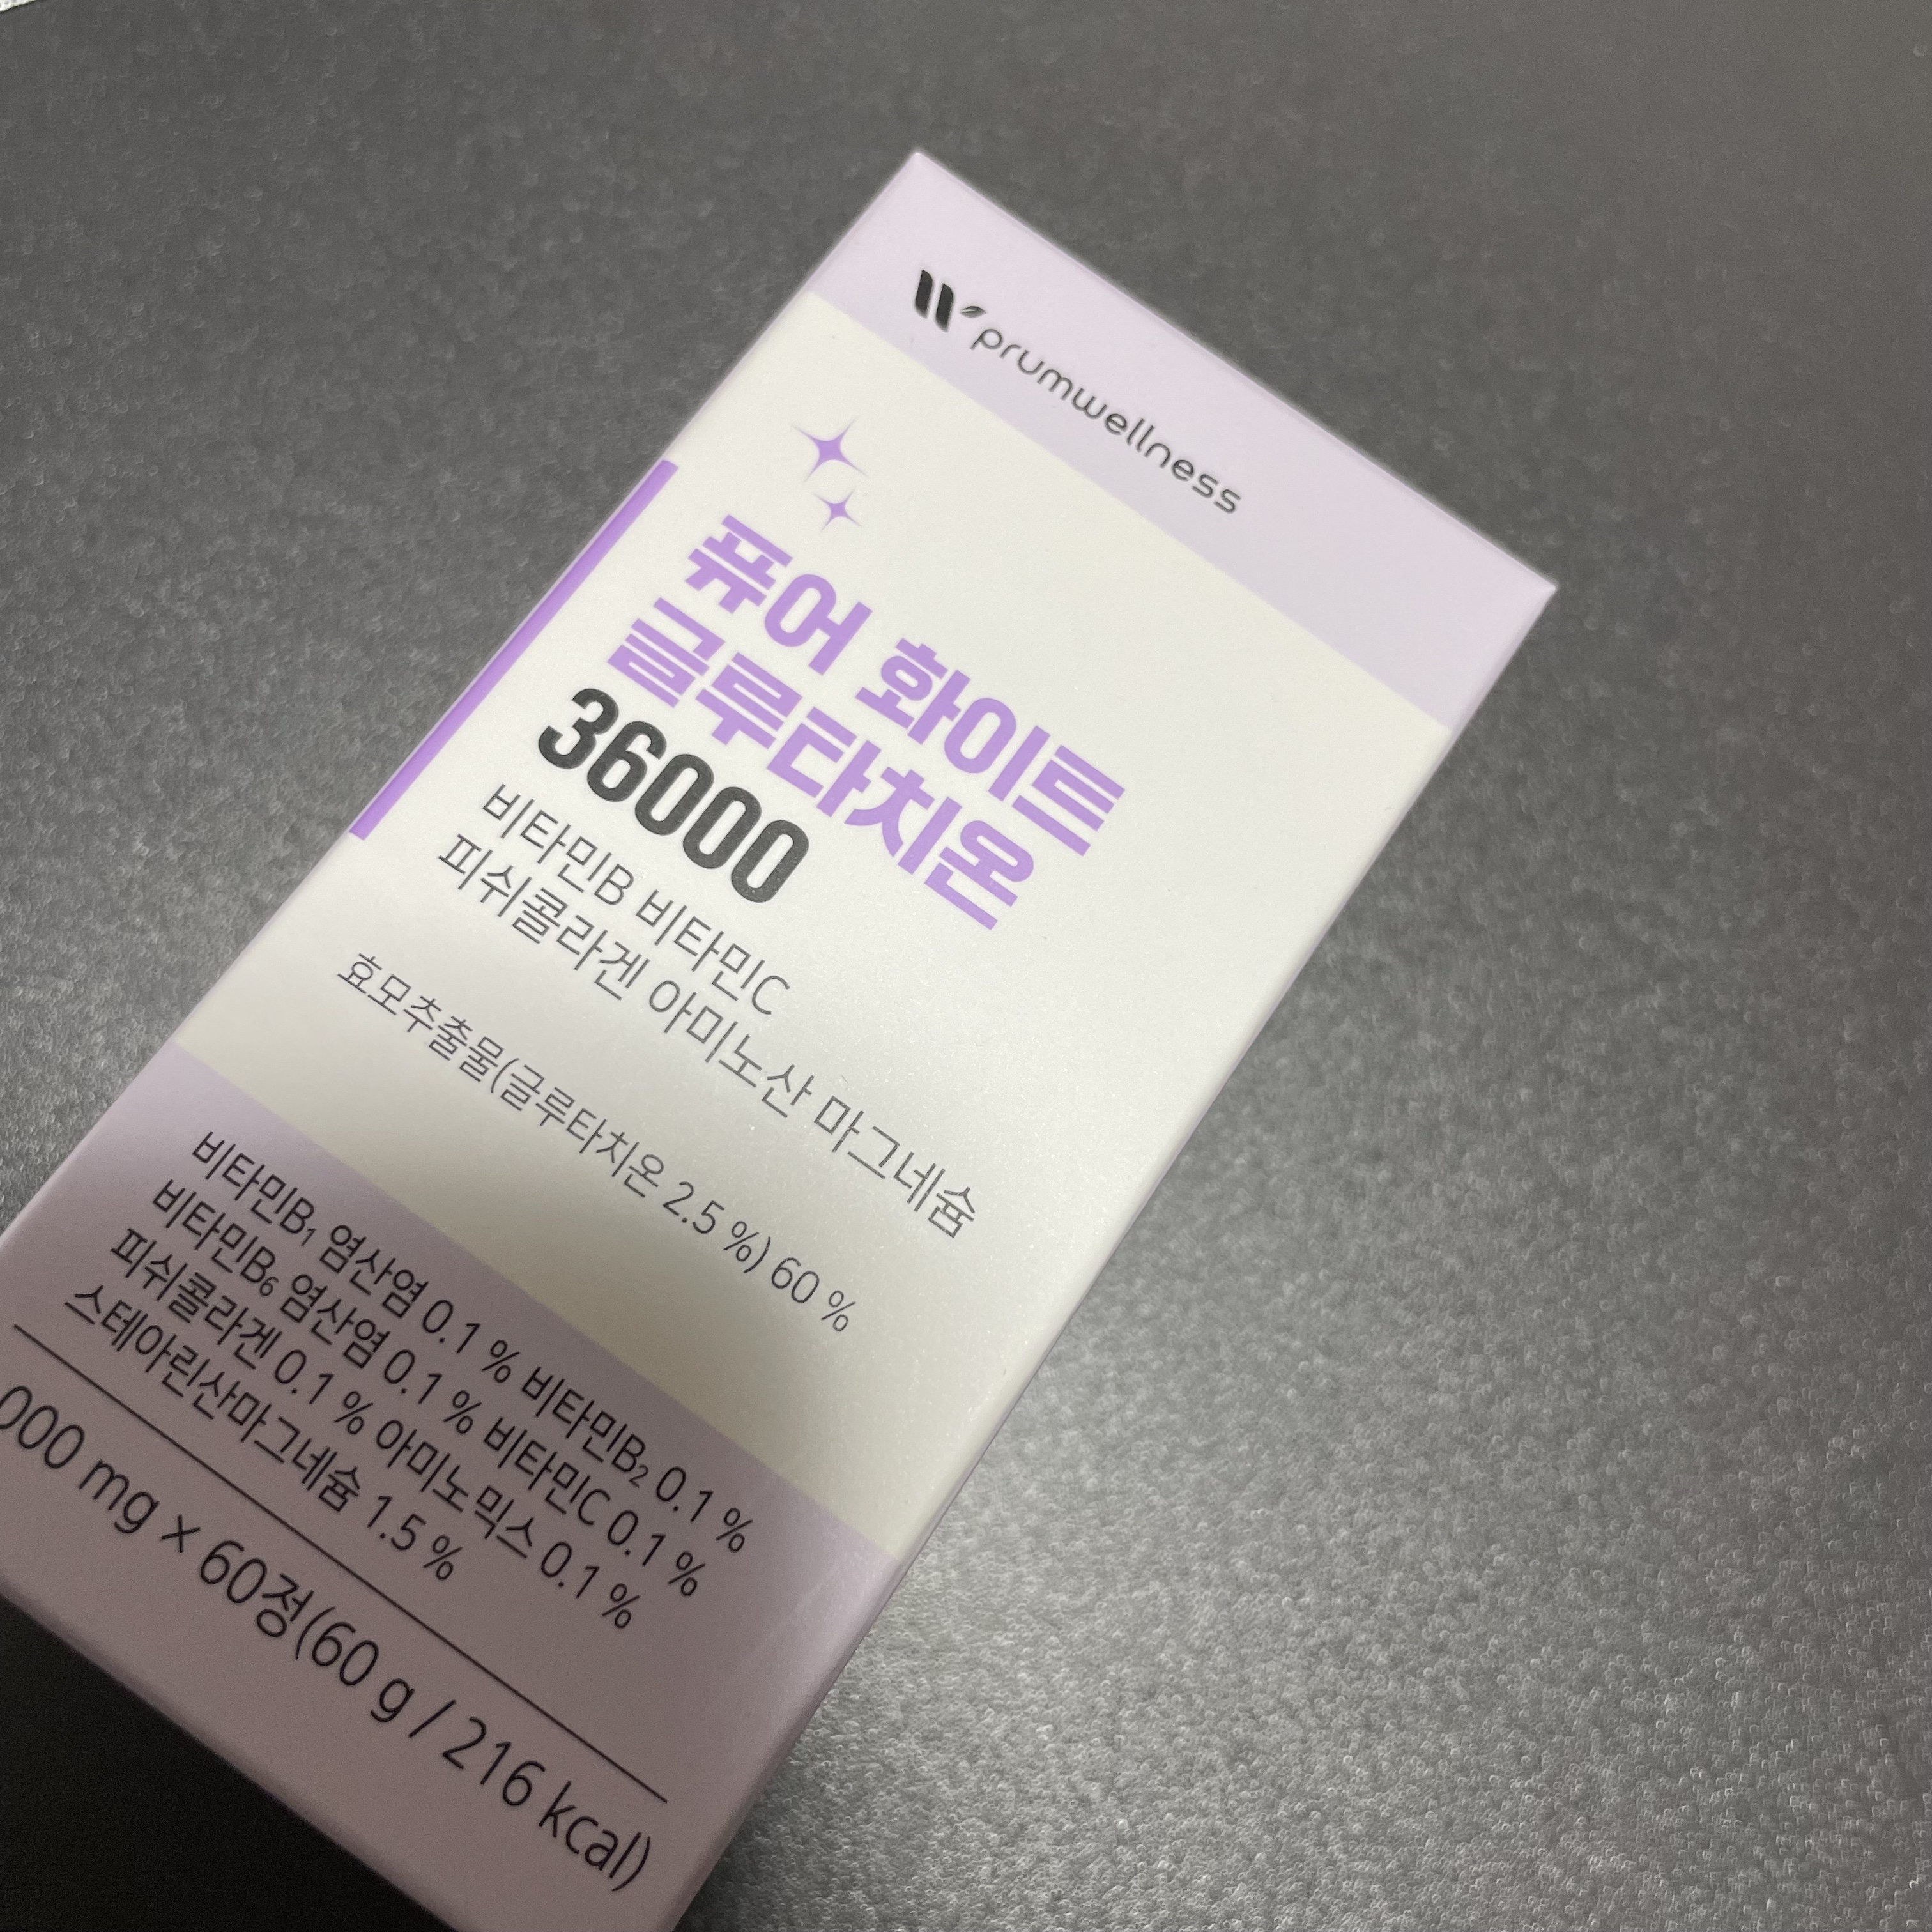 prumwellness
퓨어 화이트
글루타치온
36000
비타민B 비타민C
피쉬콜라겐 아미노산 마그네슘
효모추출물(글루타치온 2.5 %) 60 %
비타민B₁ 염산염 0.1 % 비타민B₂ 0.1 %
비타민B₆ 염산염 0.1 % 비타민C 0.1 %
피쉬콜라겐 0.1 % 아미노믹스 0.1 %
스테아린산마그네슘 1.5 %
000 mg x 60정(60 g / 216 kcal)